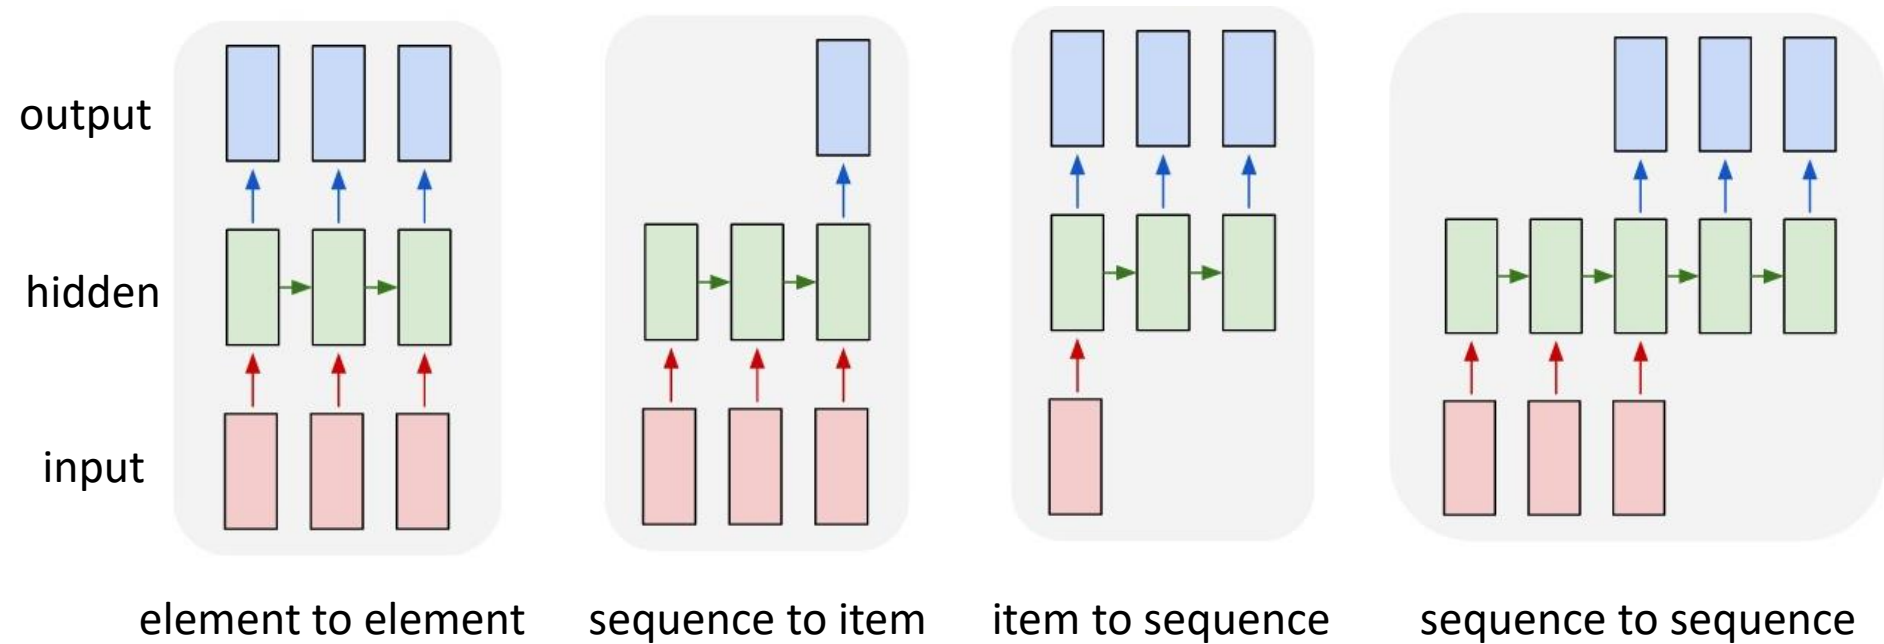 output
hidden
input
element to element
sequence to item
item to sequence
sequence to sequence